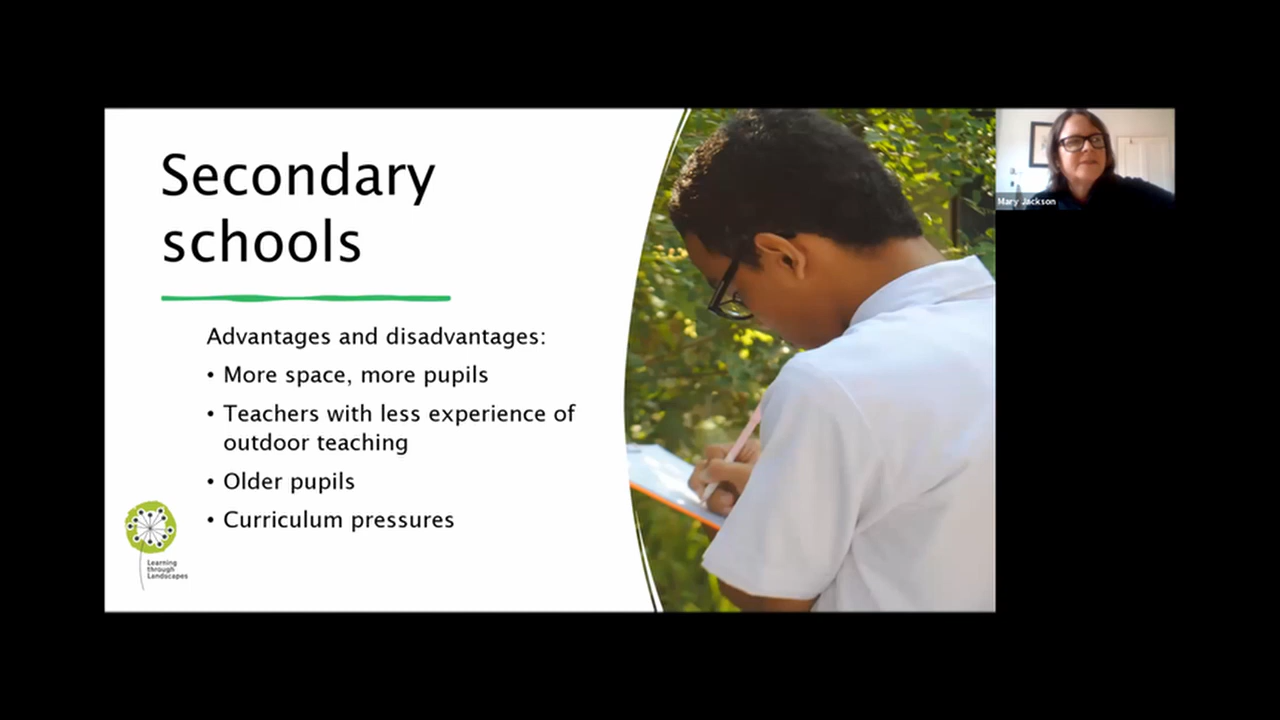 Secondary
schools
Advantages and disadvantages:
• More space, more pupils
• Teachers with less experience of
outdoor teaching
• Older pupils
• Curriculum pressures
Learning
through
Landscapes
Mary Jackson